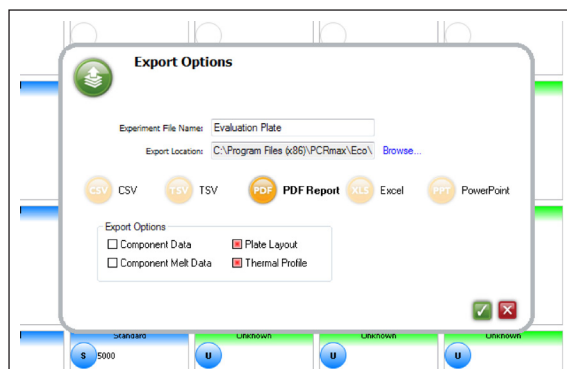 Export Options
Experiment File Name: Evaluation Plate
Export Location: C:\Program Files (x86)\PCRmax\Eco\ Browse...
CSV CSV TSV TSV PDF PDF Report XLS Excel PPT PowerPoint
Export Options
Component Data Plate Layout
Component Melt Data Thermal Profile
Standard Unknown Unknown Unknown
S 5000 U U U